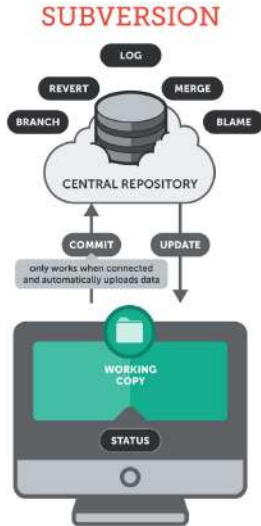 SUBVERSION
LOG
REVERT
MERGE
BRANCH
BLAME
CENTRAL REPOSITORY
COMMIT
UPDATE
only works when connected
and automatically uploads data
WORKING
COPY
STATUS